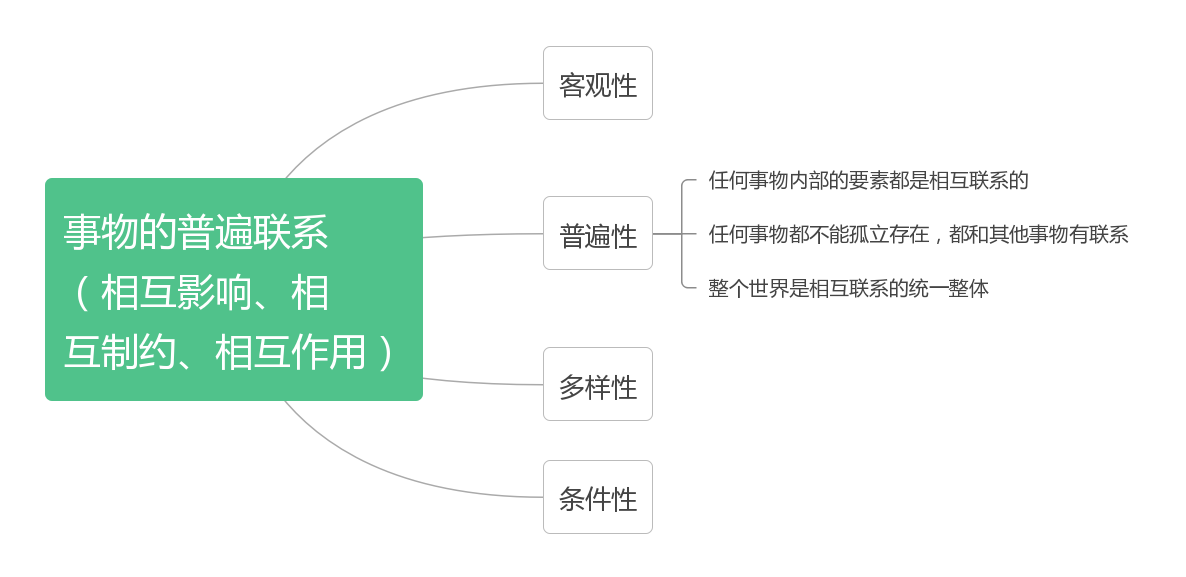 事物的普遍联系
（相互影响、相
互制约、相互作用）
客观性
普遍性
任何事物内部的要素都是相互联系的
任何事物都不能孤立存在，都和其他事物有联系
整个世界是相互联系的统一整体
多样性
条件性